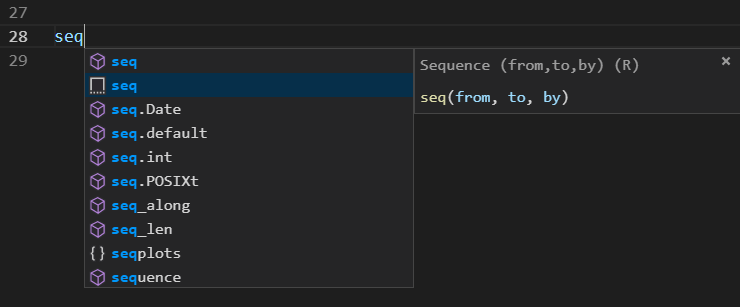 27
28 seq
29
seq
seq
seq.Date
seq.default
seq.int
seq.POSIXt
seq_along
seq_len
{} seqplots
sequence
Sequence (from,to,by) (R) ×
seq(from, to, by)